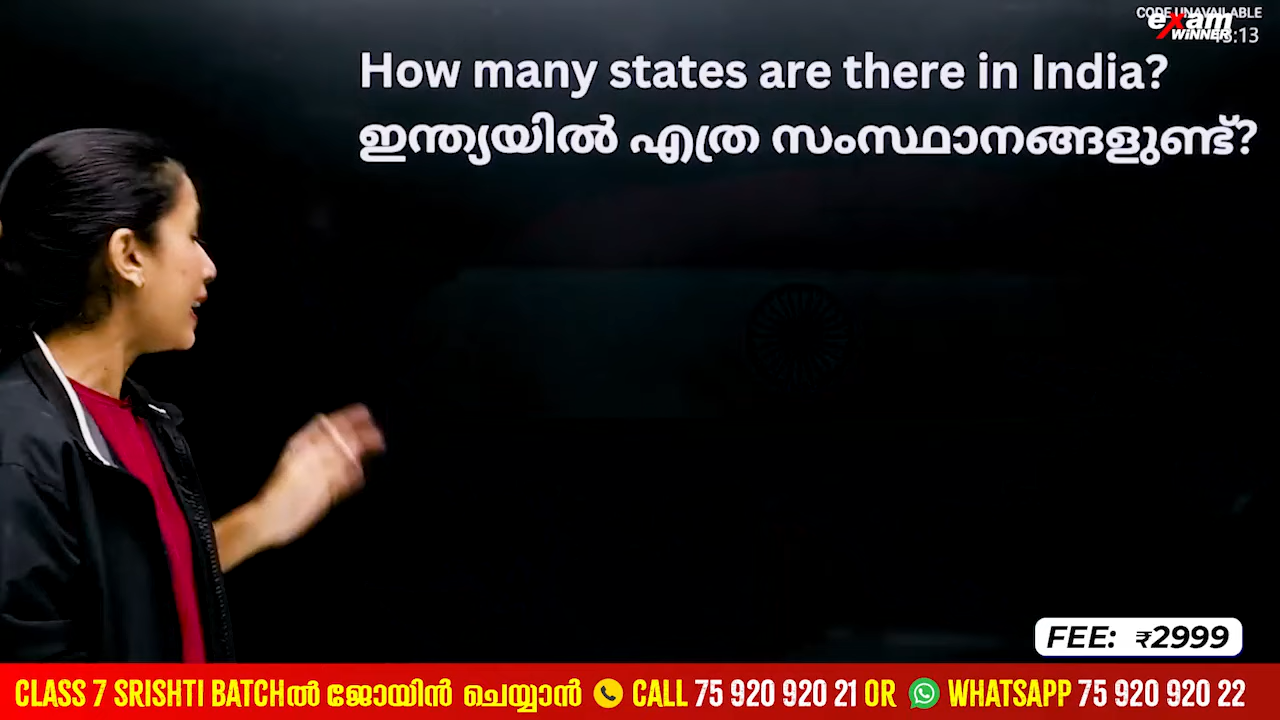 CODE UNAVAILABLE
exam
WINNER
:13
How many states are there in India?
ഇന്ത്യയിൽ എത്ര സംസ്ഥാനങ്ങളുണ്ട്?
FEE: ₹2999
CLASS 7 SRISHTI BATCHൽ ജോയിൻ ചെയ്യാൻ CALL 75 920 920 21 OR WHATSAPP 75 920 920 22